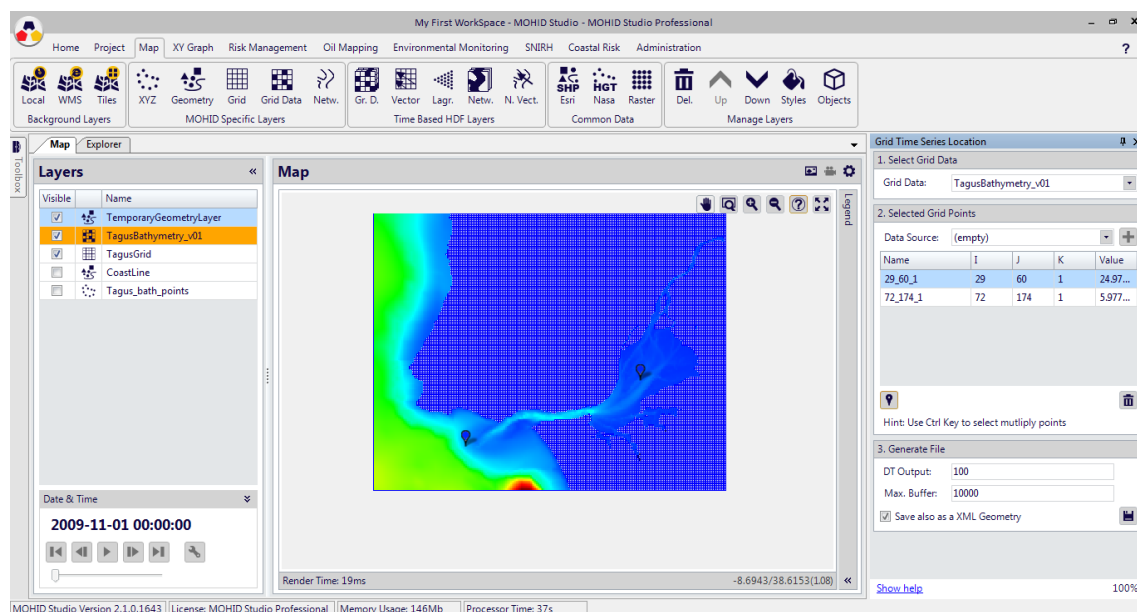 My First WorkSpace - MOHID Studio - MOHID Studio Professional
Home Project Map XY Graph Risk Management Oil Mapping Environmental Monitoring SNIRH Coastal Risk Administration ?
SHP HGT
Local WMS Tiles XYZ Geometry Grid Grid Data Netw. Gr. D. Vector Lagr. Netw. N. Vect. Esri Nasa Raster Del. Up Down Styles Objects
Background Layers MOHID Specific Layers Time Based HDF Layers Common Data Manage Layers
Toolbox
Map Explorer
Layers «
Visible Name
TemporaryGeometryLayer
TagusBathymetry_v01
TagusGrid
CoastLine
Tagus_bath_points
Date & Time
2009-11-01 00:00:00
Map
Legend
Render Time: 19ms -8.6943/38.6153(1.08) «
Grid Time Series Location
1. Select Grid Data
Grid Data: TagusBathymetry_v01
2. Selected Grid Points
Data Source: (empty)
Name I J K Value
29_60_1 29 60 1 24.97...
72_174_1 72 174 1 5.977...
Hint: Use Ctrl Key to select mutliply points
3. Generate File
DT Output: 100
Max. Buffer: 10000
Save also as a XML Geometry
Show help 100%
MOHID Studio Version 2.1.0.1643 License: MOHID Studio Professional Memory Usage: 146Mb Processor Time: 37s